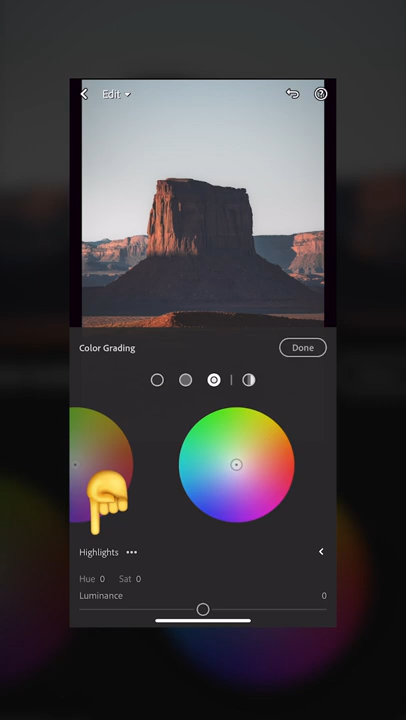 Edit
Color Grading
Done
Highlights
Hue 0 Sat 0
Luminance 0